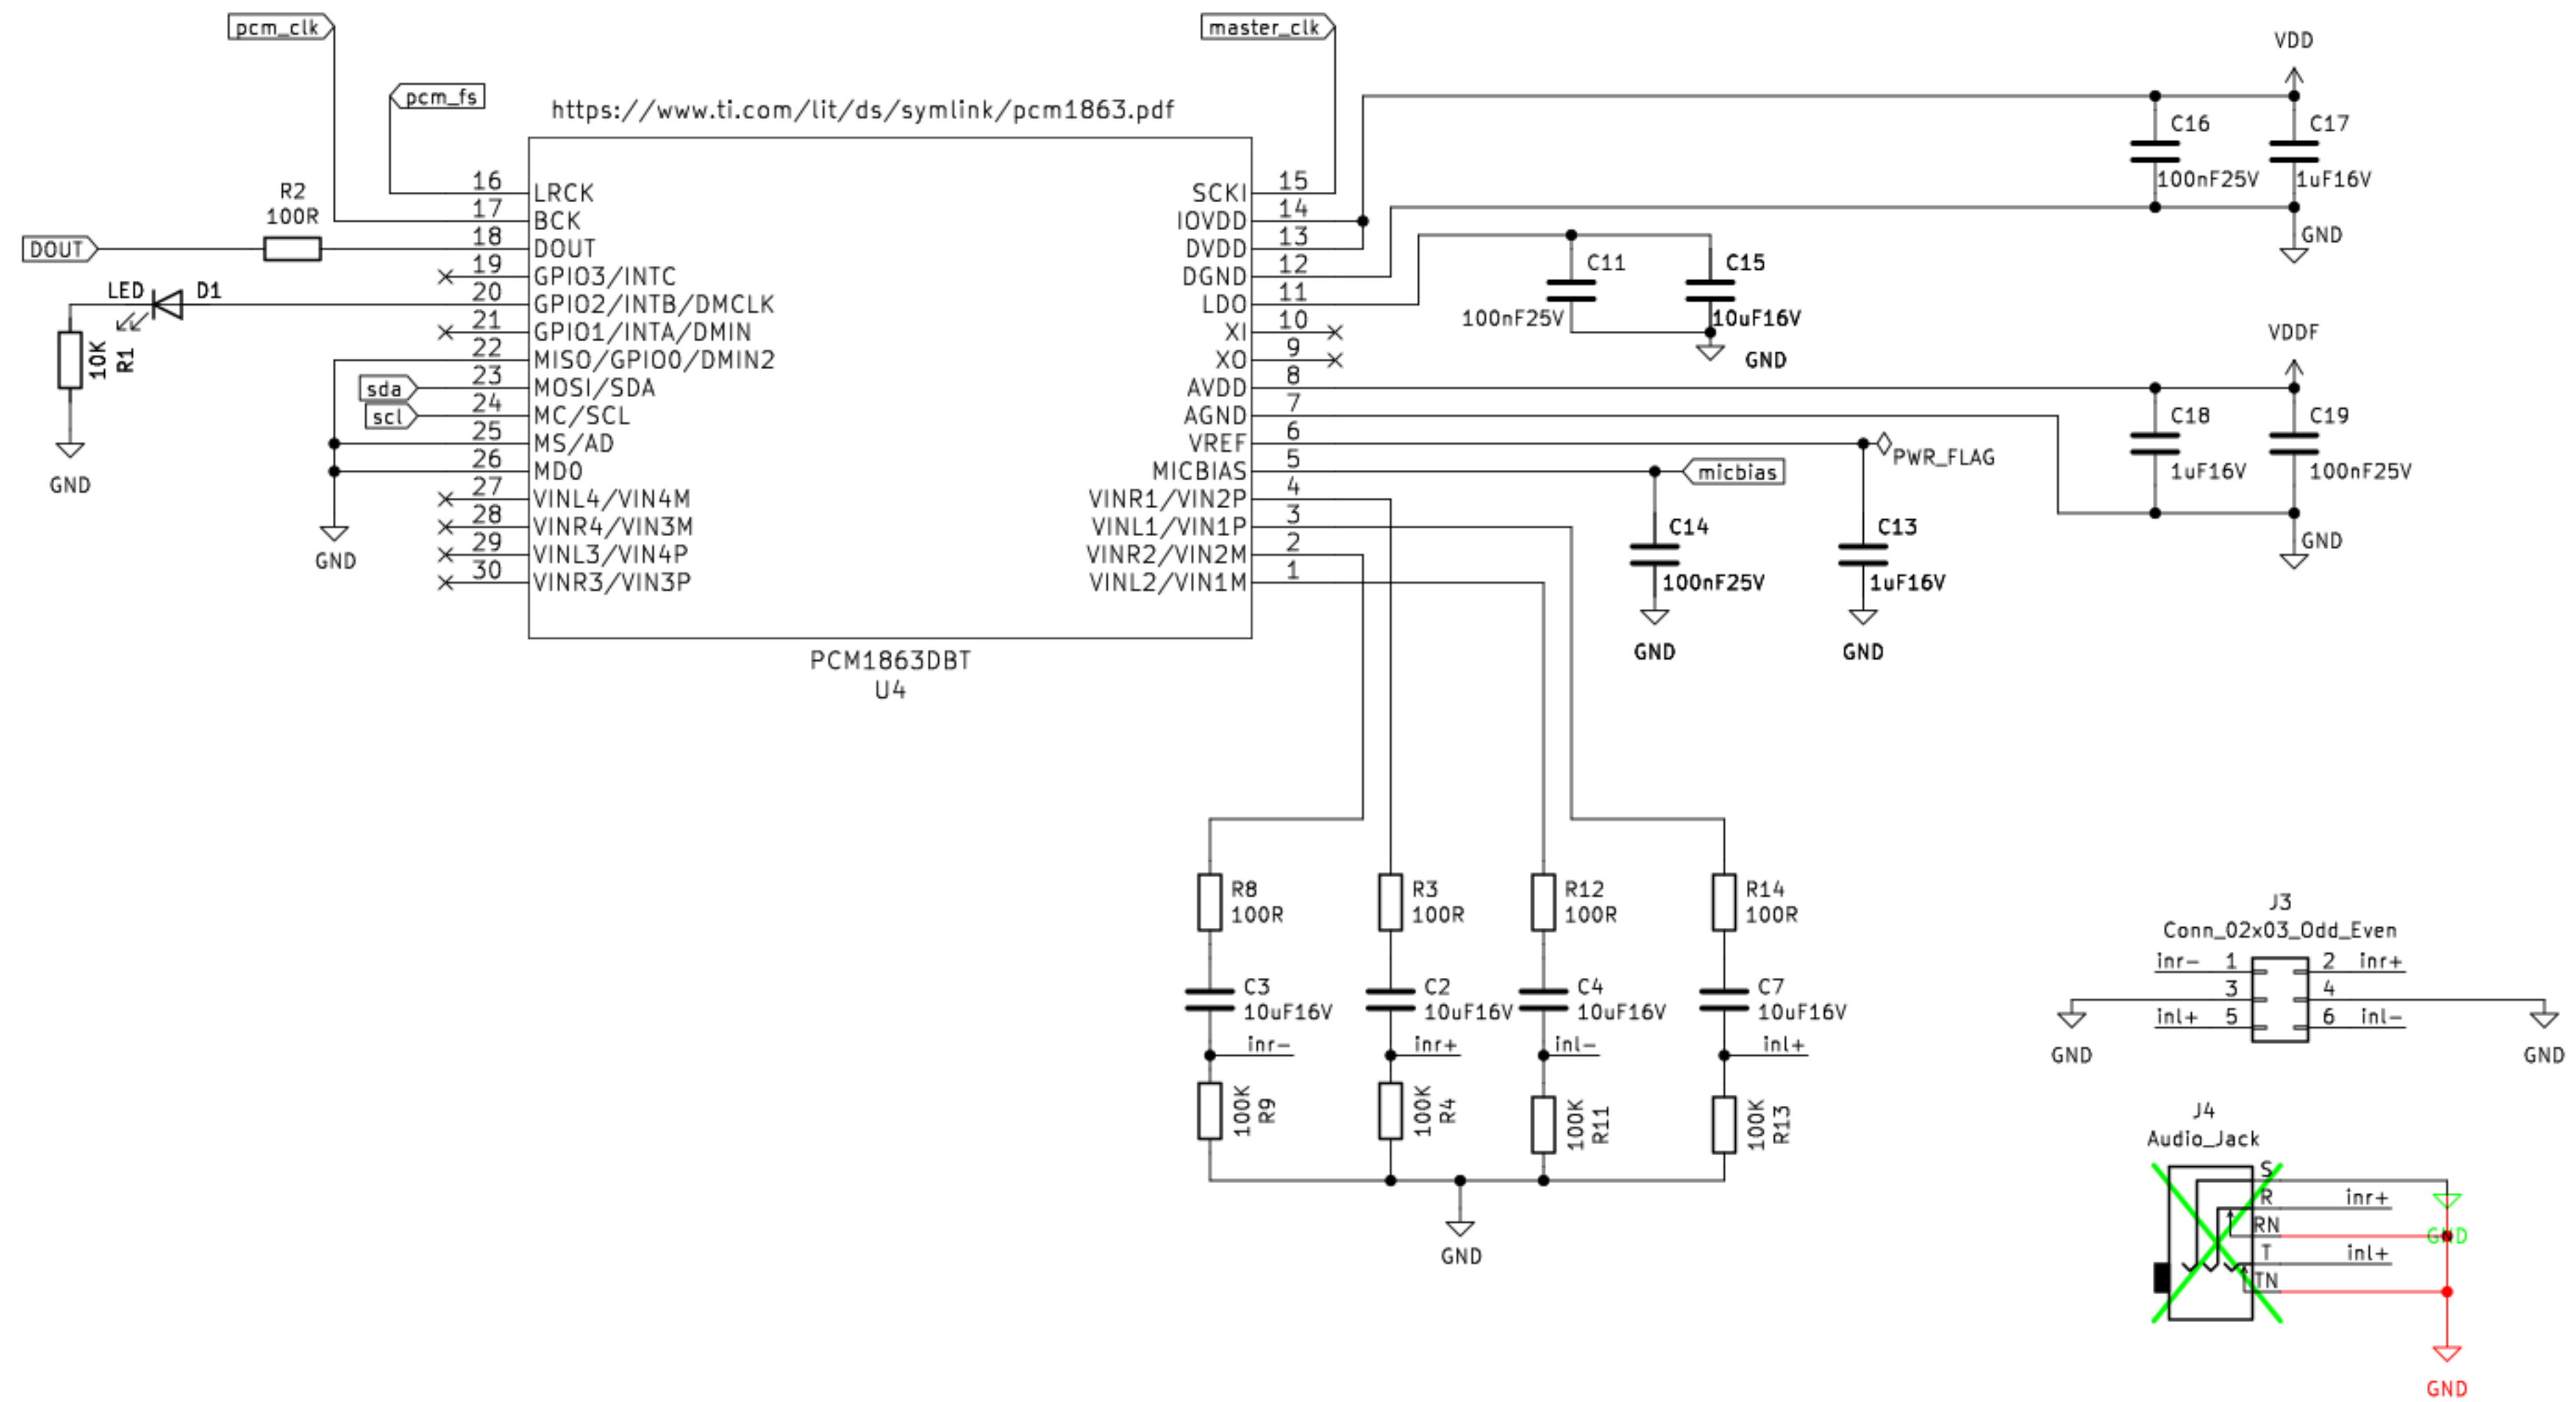 pcm_clk
master_clk
VDD
pcm_fs
https://www.ti.com/lit/ds/symlink/pcm1863.pdf
C16
100nF25V
C17
1uF16V
GND
R2
100R
DOUT
LED
D1
10K
R1
GND
sda
scl
GND
16
17
18
19
20
21
22
23
24
25
26
27
28
29
30
LRCK
BCK
DOUT
GPIO3/INTC
GPIO2/INTB/DMCLK
GPIO1/INTA/DMIN
MISO/GPIO0/DMIN2
MOSI/SDA
MC/SCL
MS/AD
MD0
VINL4/VIN4M
VINR4/VIN3M
VINL3/VIN4P
VINR3/VIN3P
SCKI
IOVDD
DVDD
DGND
LDO
XI
XO
AVDD
AGND
VREF
MICBIAS
VINR1/VIN2P
VINL1/VIN1P
VINR2/VIN2M
VINL2/VIN1M
15
14
13
12
11
10
9
8
7
6
5
4
3
2
1
PCM1863DBT
U4
C11
100nF25V
C15
10uF16V
GND
VDDF
C18
1uF16V
C19
100nF25V
GND
PWR_FLAG
micbias
C14
100nF25V
GND
C13
1uF16V
GND
R8
100R
R3
100R
R12
100R
R14
100R
C3
10uF16V
C2
10uF16V
C4
10uF16V
C7
10uF16V
inr-
inr+
inl-
inl+
100K
R9
100K
R4
100K
R11
100K
R13
GND
J3
Conn_02x03_Odd_Even
inr- 1
2 inr+
3
4
inl+ 5
6 inl-
GND
GND
J4
Audio_Jack
S
R
inr+
RN
GND
T
inl+
TN
GND